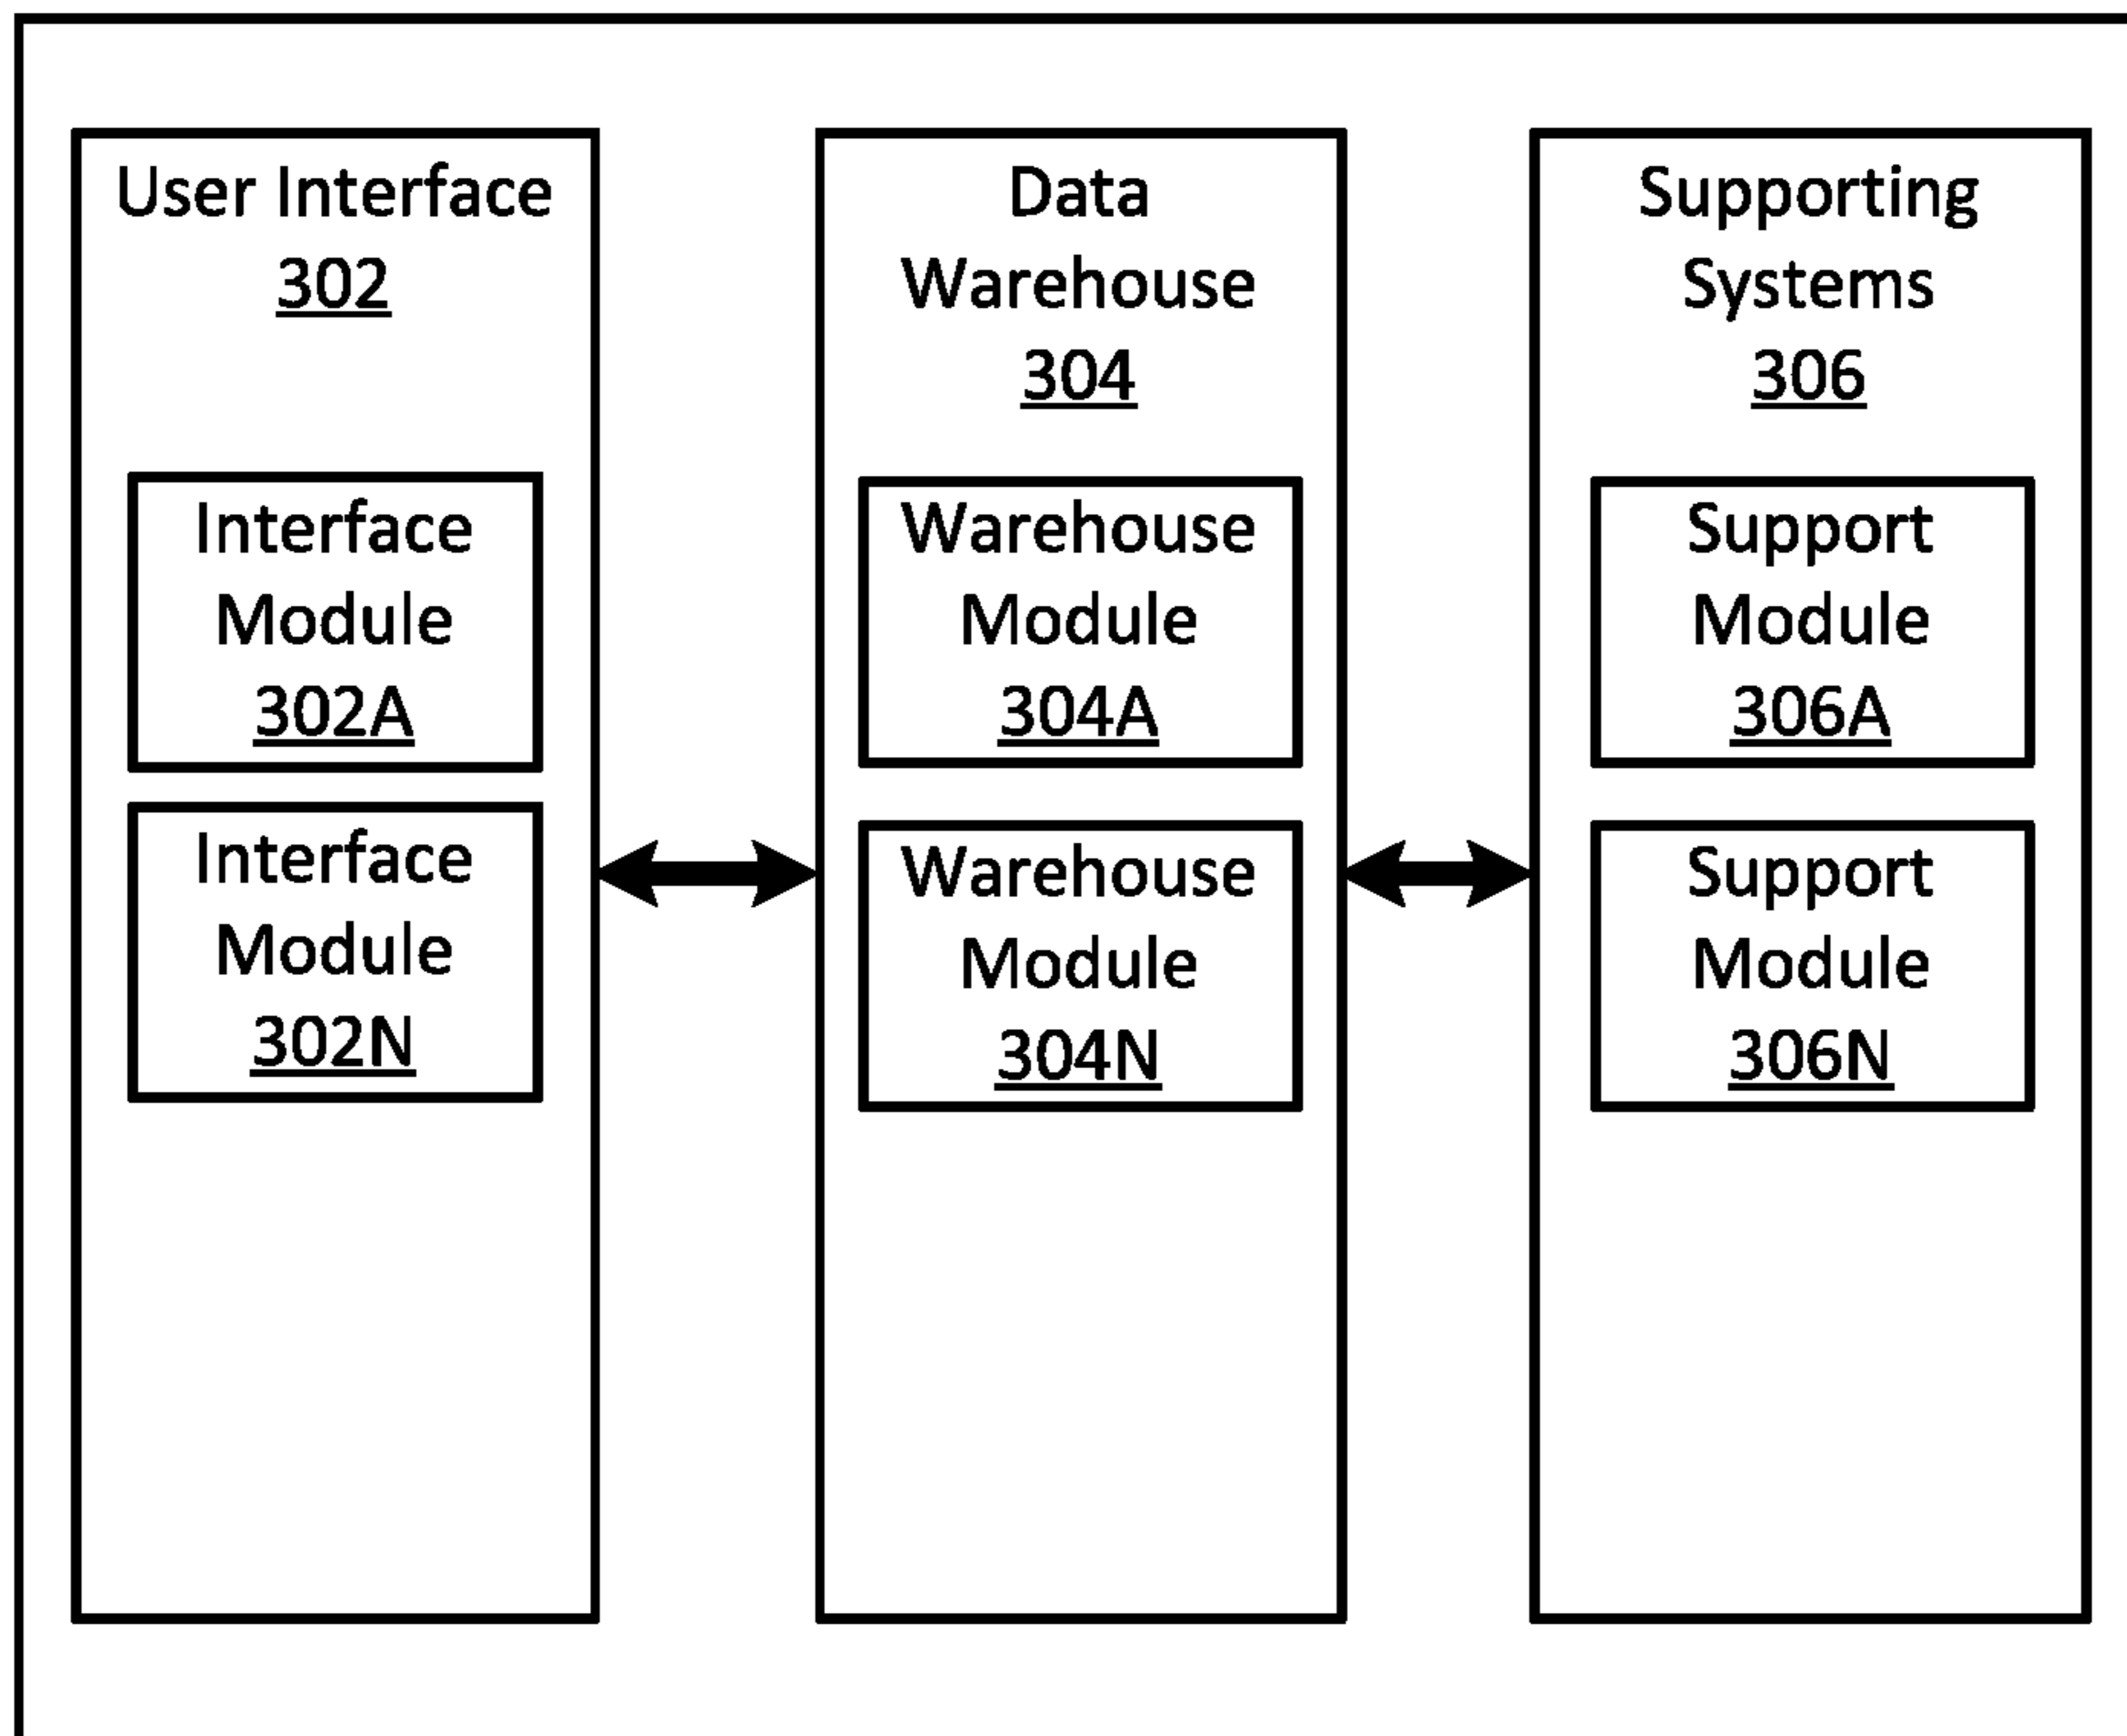 User Interface
302
Interface
Module
302A
Interface
Module
302N
Data
Warehouse
304
Warehouse
Module
304A
Warehouse
Module
304N
Supporting
Systems
306
Support
Module
306A
Support
Module
306N